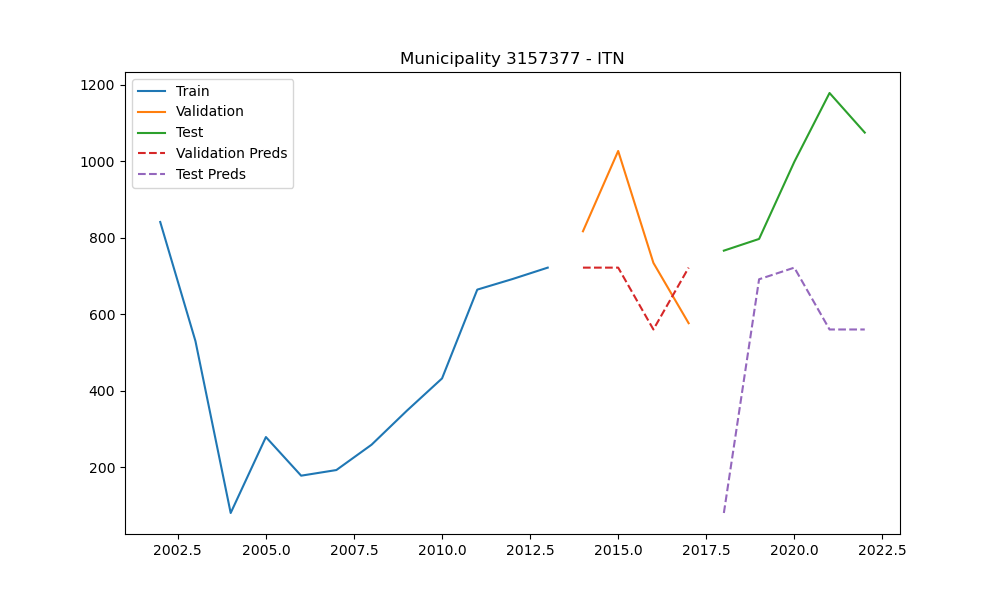 Municipality 3157377 - ITN
Train
Validation
Test
Validation Preds
Test Preds
1200
1000
800
600
400
200
2002.5 2005.0 2007.5 2010.0 2012.5 2015.0 2017.5 2020.0 2022.5